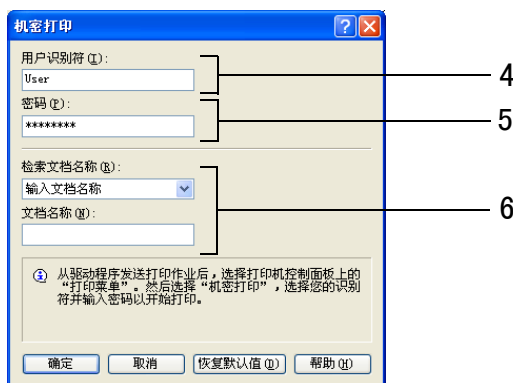 机密打印
用户识别符(I):
User
4
密码(P):
********
5
检索文档名称(R):
输入文档名称
文档名称(N):
6
从驱动程序发送打印作业后，选择打印机控制面板上的
“打印菜单”。然后选择“机密打印”，选择您的识别
符并输入密码以开始打印。
确定 取消 恢复默认值(D) 帮助(H)